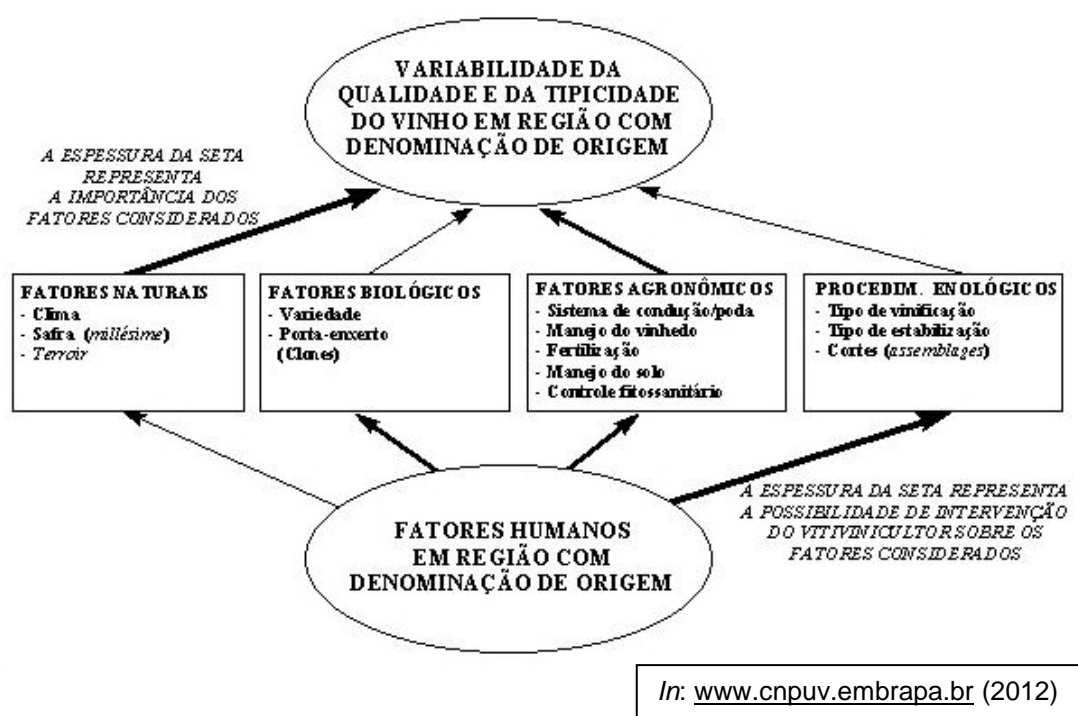 VARIABILIDADE DA
QUALIDADE E DA TIPICIDADE
DO VINHO EM REGIÃO COM
DENOMINAÇÃO DE ORIGEM
A ESPESSURA DA SETA
REPRESENTA
A IMPORTÂNCIA DOS
FATORES CONSIDERADOS
FATORES NATURAIS
- Clima
- Safra (millésime)
- Terroir
FATORES BIOLÓGICOS
- Variedade
- Porta-enxerto
(Clones)
FATORES AGRONÔMICOS
- Sistema de condução/poda
- Manejo do vinhedo
- Fertilização
- Manejo do solo
- Controle fitossanitário
PROCEDIM. ENOLÓGICOS
- Tipo de vinificação
- Tipo de estabilização
- Cortes (assemblages)
FATORES HUMANOS
EM REGIÃO COM
DENOMINAÇÃO DE ORIGEM
A ESPESSURA DA SETA REPRESENTA
A POSSIBILIDADE DE INTERVENÇÃO
DO VITIVINICULTOR SOBRE OS
FATORES CONSIDERADOS
In: www.cnpuv.embrapa.br (2012)